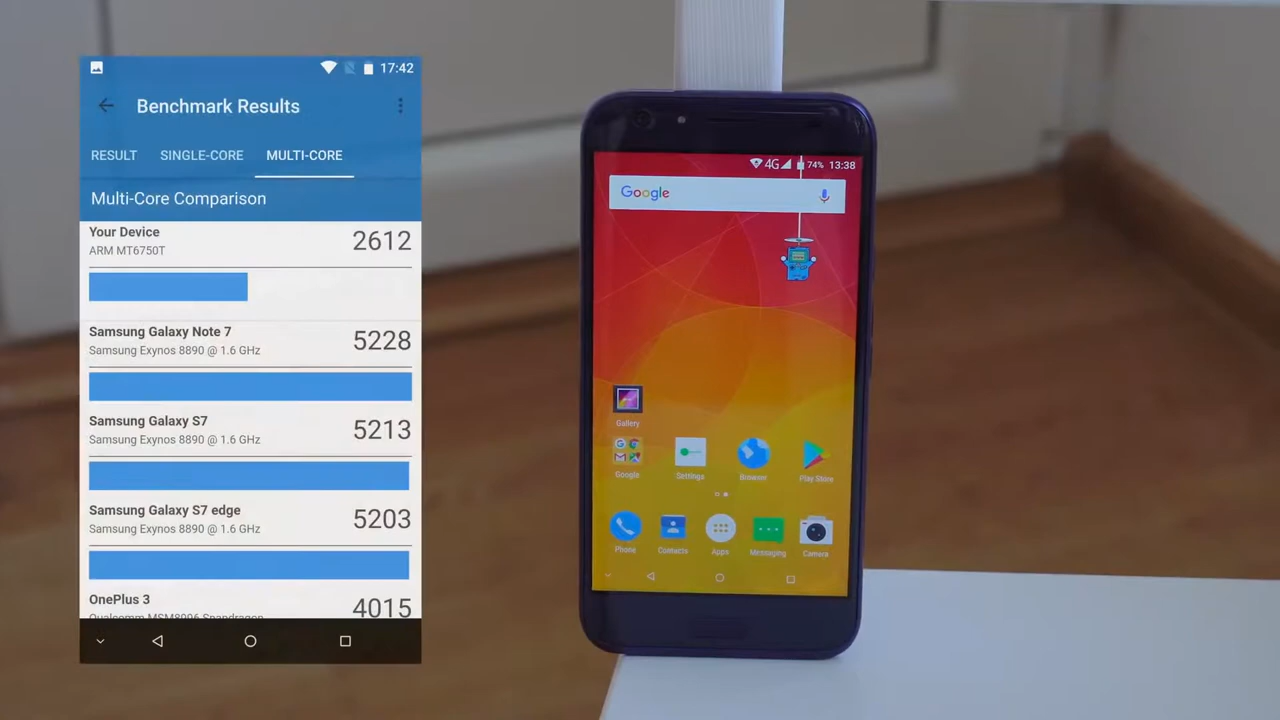 17:42
Benchmark Results
RESULT SINGLE-CORE MULTI-CORE
Multi-Core Comparison
Your Device
ARM MT6750T
2612
Samsung Galaxy Note 7
Samsung Exynos 8890 @ 1.6 GHz
5228
Samsung Galaxy S7
Samsung Exynos 8890 @ 1.6 GHz
5213
Samsung Galaxy S7 edge
Samsung Exynos 8890 @ 1.6 GHz
5203
OnePlus 3
Qualcomm MSM8996 Snapdragon
4015
4G 74% 13:38
Google
Gallery
Google Settings Browser Play Store
Phone Contacts Apps Messaging Camera